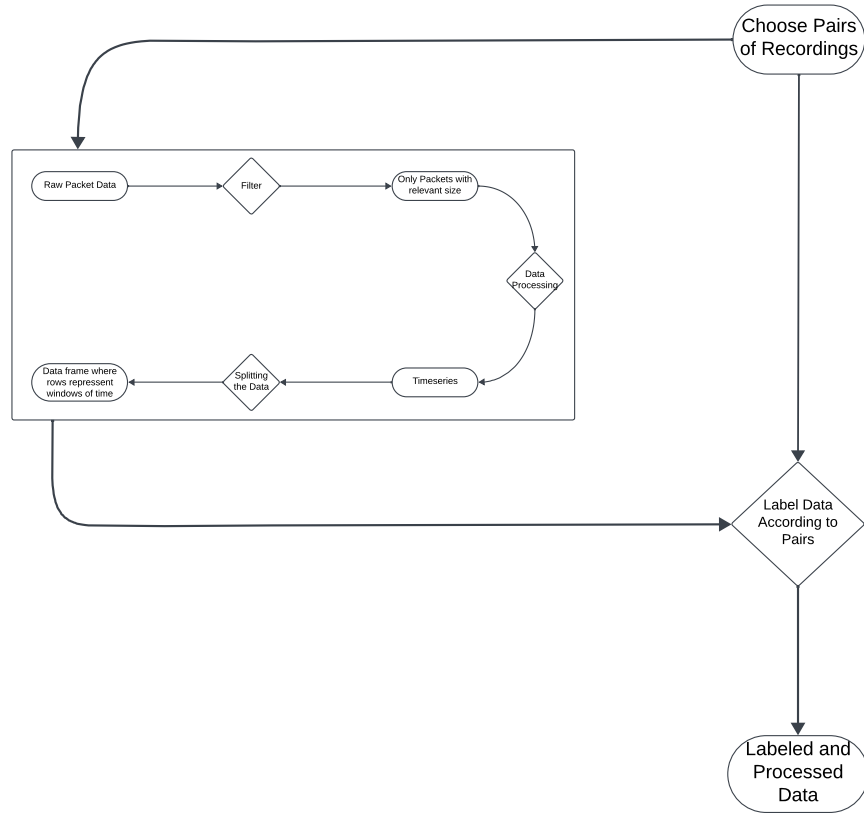 Choose Pairs
of Recordings
Raw Packet Data
Filter
Only Packets with
relevant size
Data
Processing
Timeseries
Splitting
the Data
Data frame where
rows repressent
windows of time
Label Data
According to
Pairs
Labeled and
Processed
Data